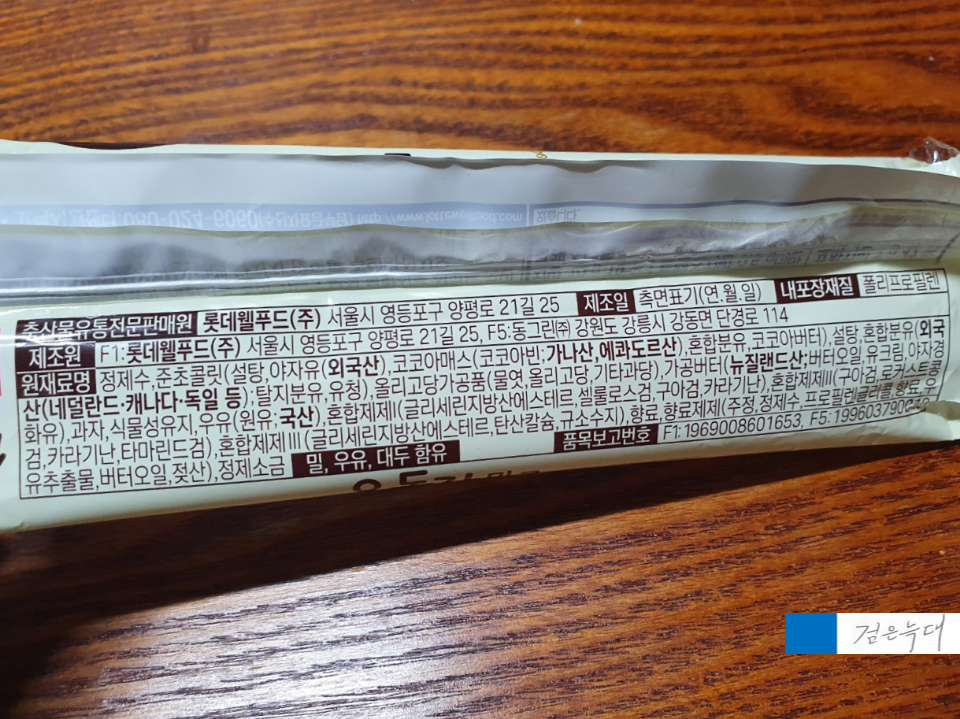 http://www.lottewellfood.com
축산물유통전문판매원 롯데웰푸드(주) 서울시 영등포구 양평로 21길 25 제조일 측면표기(연.월.일) 내포장재질 폴리프로필렌
제조원 F1:롯데웰푸드(주) 서울시 영등포구 양평로 21길 25, F5:동그린㈜ 강원도 강릉시 강동면 단경로 114
원재료명 정제수,준초콜릿(설탕,야자유(외국산),코코아매스(코코아빈:가나산,에콰도르산),혼합분유,코코아버터),설탕,혼합분유(외국
산(네덜란드·캐나다·독일 등):탈지분유,유청),올리고당가공품(물엿,올리고당,기타과당),가공버터(뉴질랜드산:버터오일,유크림,야자경
화유),과자,식물성유지,우유(원유,국산),혼합제제Ⅰ(글리세린지방산에스테르,셀룰로스검,구아검,카라기난),혼합제제Ⅱ(구아검,로커스트콩
검,카라기난,타마린드검),혼합제제Ⅲ(글리세린지방산에스테르,탄산칼슘,규소수지),향료,향료제제(주정,정제수,프로필렌글리콜,향료,우
유추출물,버터오일,젖산),정제소금 밀, 우유, 대두 함유 품목보고번호 F1:1969008601653, F5:199603790
검은늑대